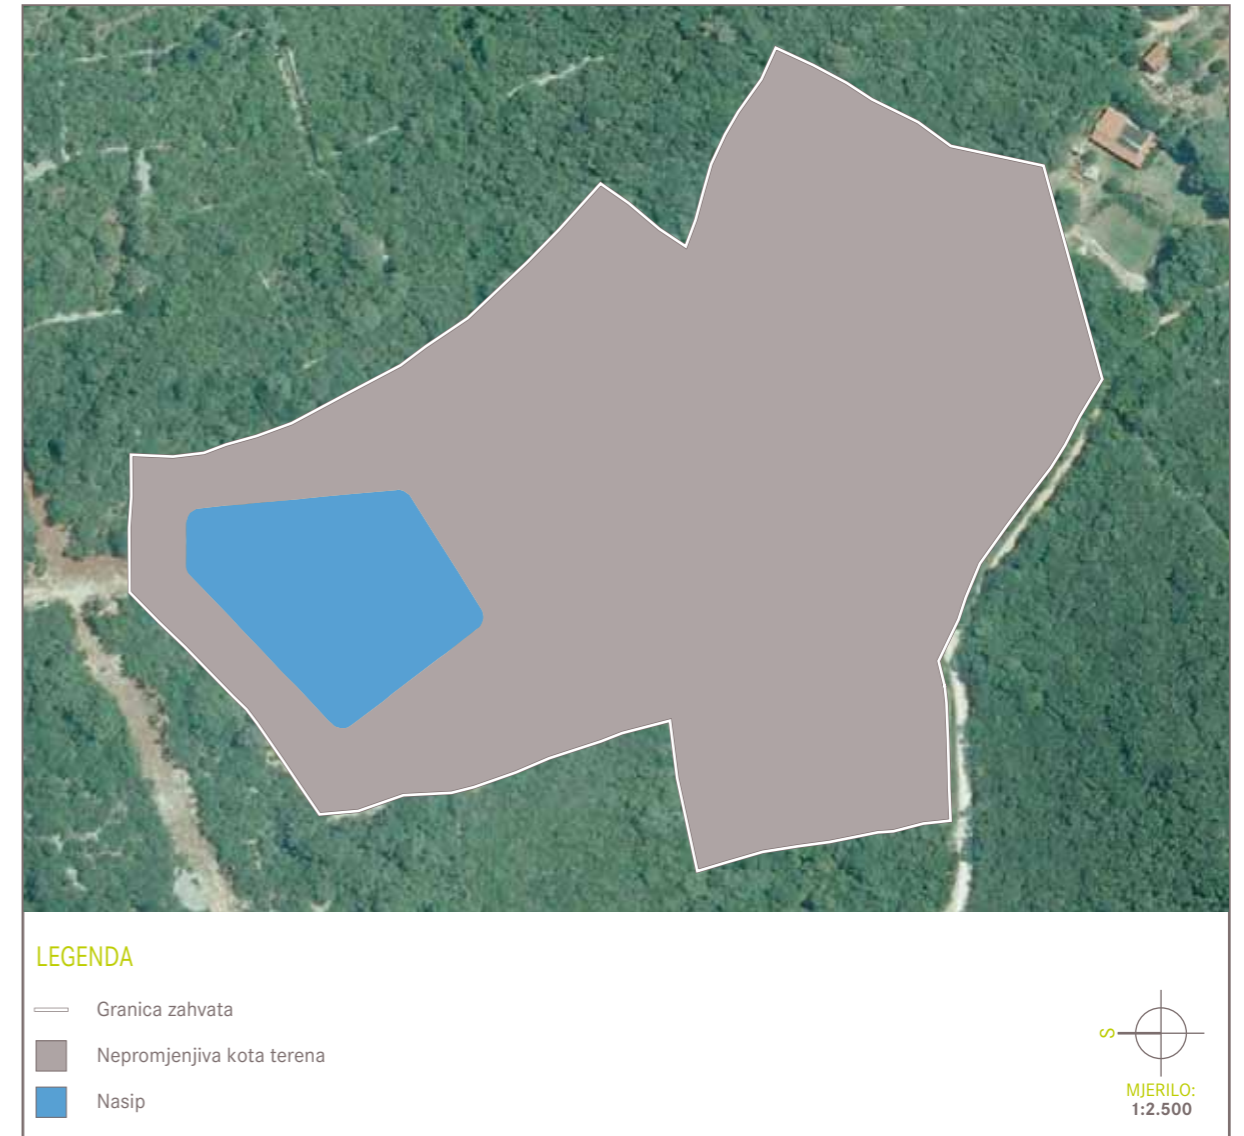 LEGENDA
Granica zahvata
Nepromjenjiva kota terena
Nasip
S
MJERILO:
1:2.500